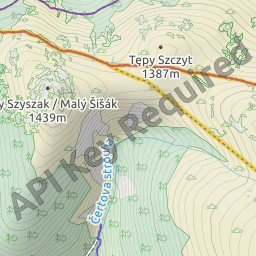 Tępy Szczyt
1387m
y Szyszak / Malý Šišák
1439m
API Key Required
Čertova strouha